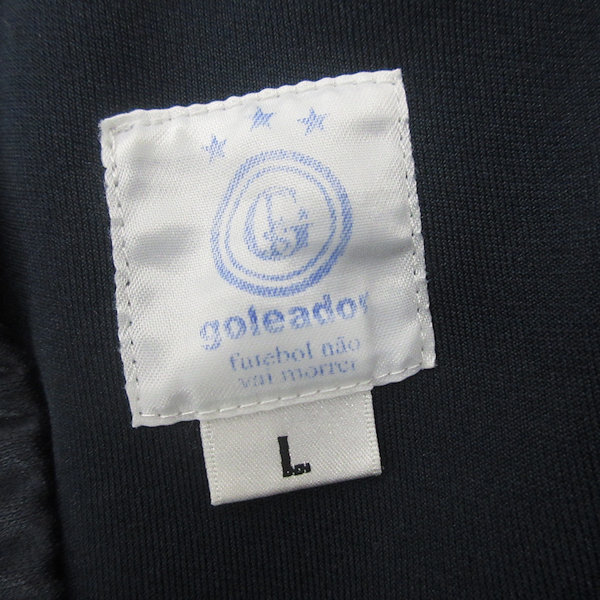 G
goleador
futebol não
vai morrer
L